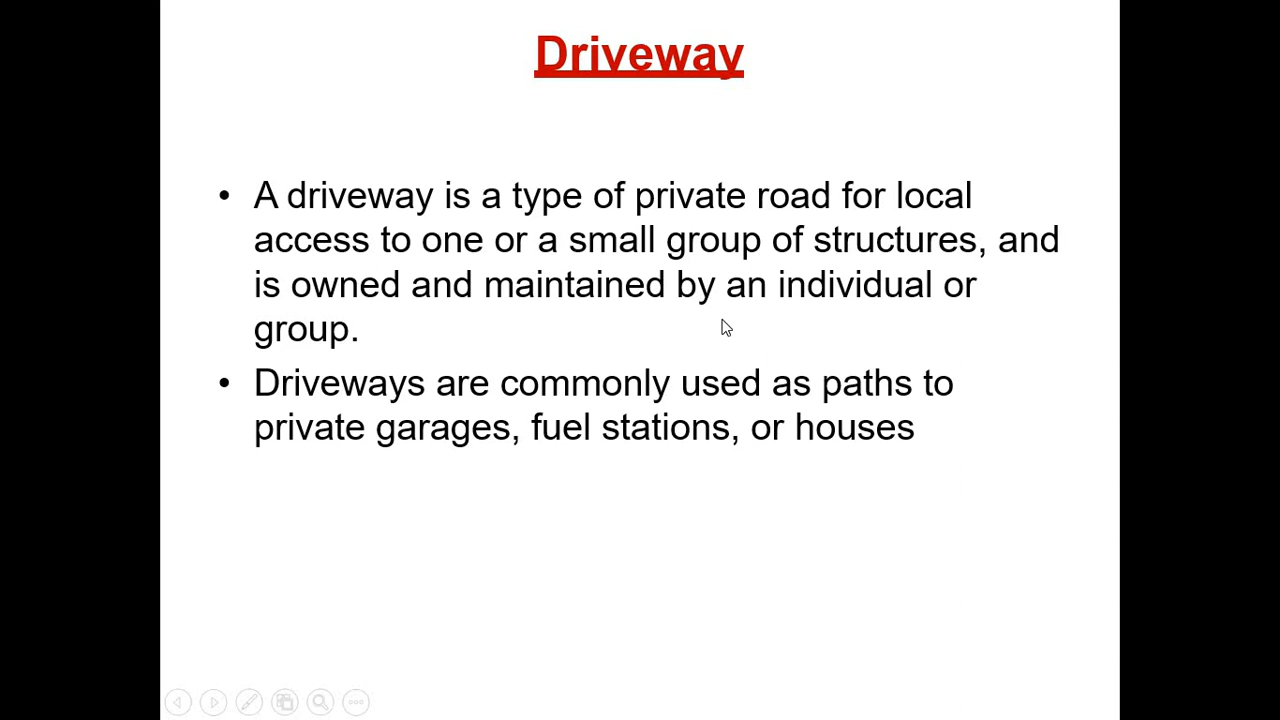 Driveway
• A driveway is a type of private road for local
access to one or a small group of structures, and
is owned and maintained by an individual or
group.
• Driveways are commonly used as paths to
private garages, fuel stations, or houses